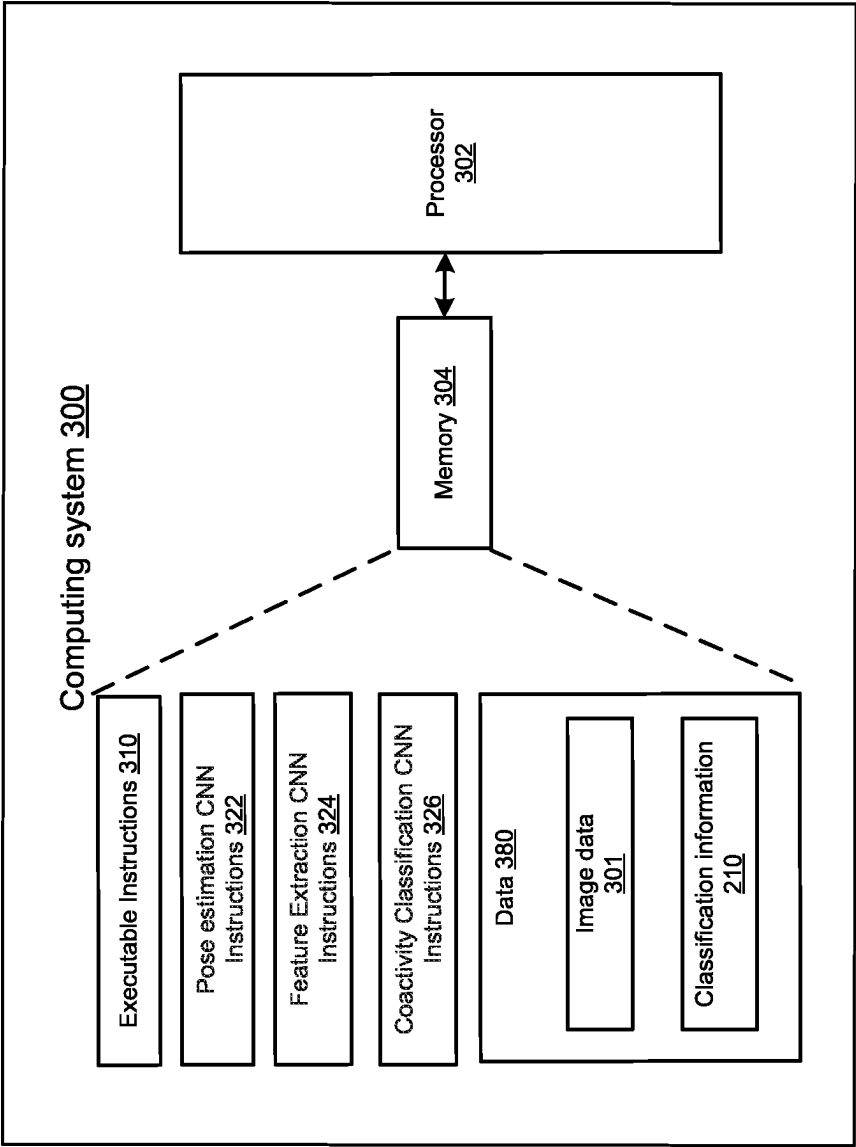 Computing system 300
Executable Instructions 310
Pose estimation CNN
Instructions 322
Feature Extraction CNN
Instructions 324
Coactivity Classification CNN
Instructions 326
Data 380
Image data
301
Classification information
210
Memory 304
Processor
302